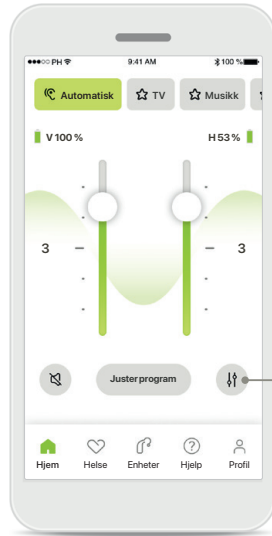 PH 9:41 AM 100 %
Automatisk TV Musikk
V 100 % H 53 %
3 3
Juster program
Hjem Helse Enheter Hjelp Profil